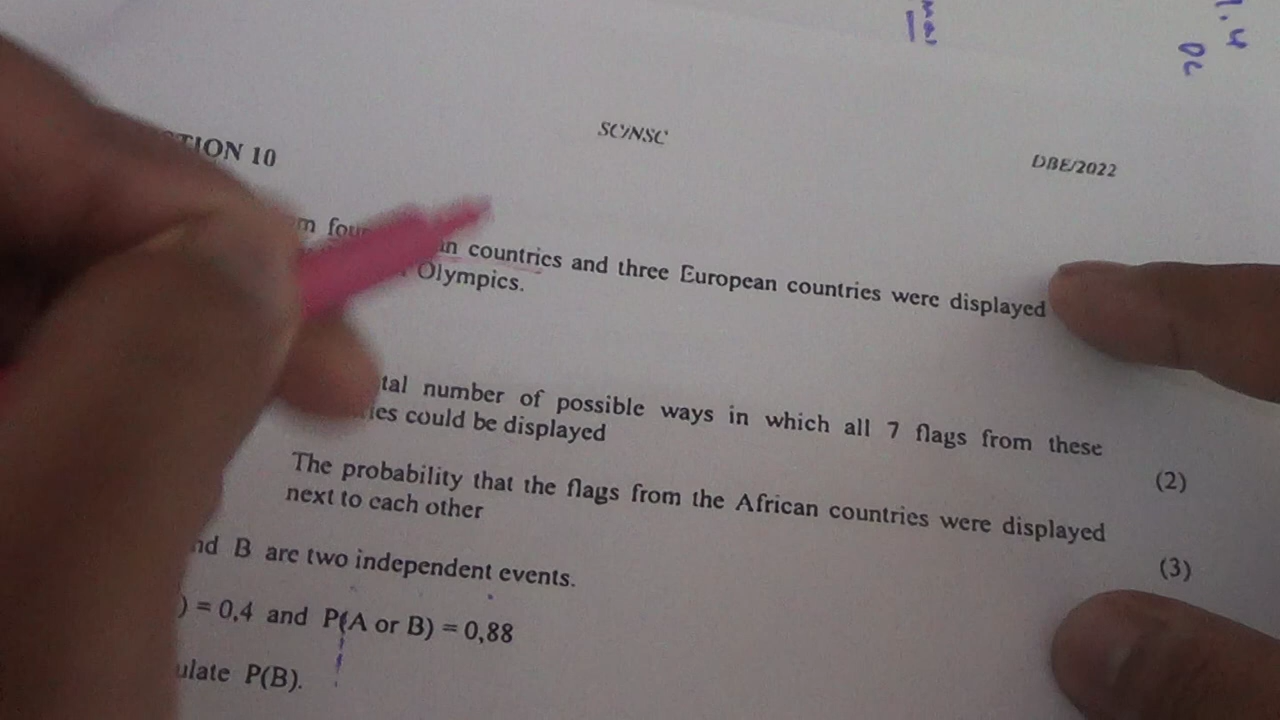 SC/NSC
DBE/2022
TION 10
countries and three European countries were displayed
Olympics.
tal number of possible ways in which all 7 flags from these
ies could be displayed
(2)
The probability that the flags from the African countries were displayed
next to each other
(3)
nd B are two independent events.
) = 0,4 and P(A or B) = 0,88
ulate P(B).